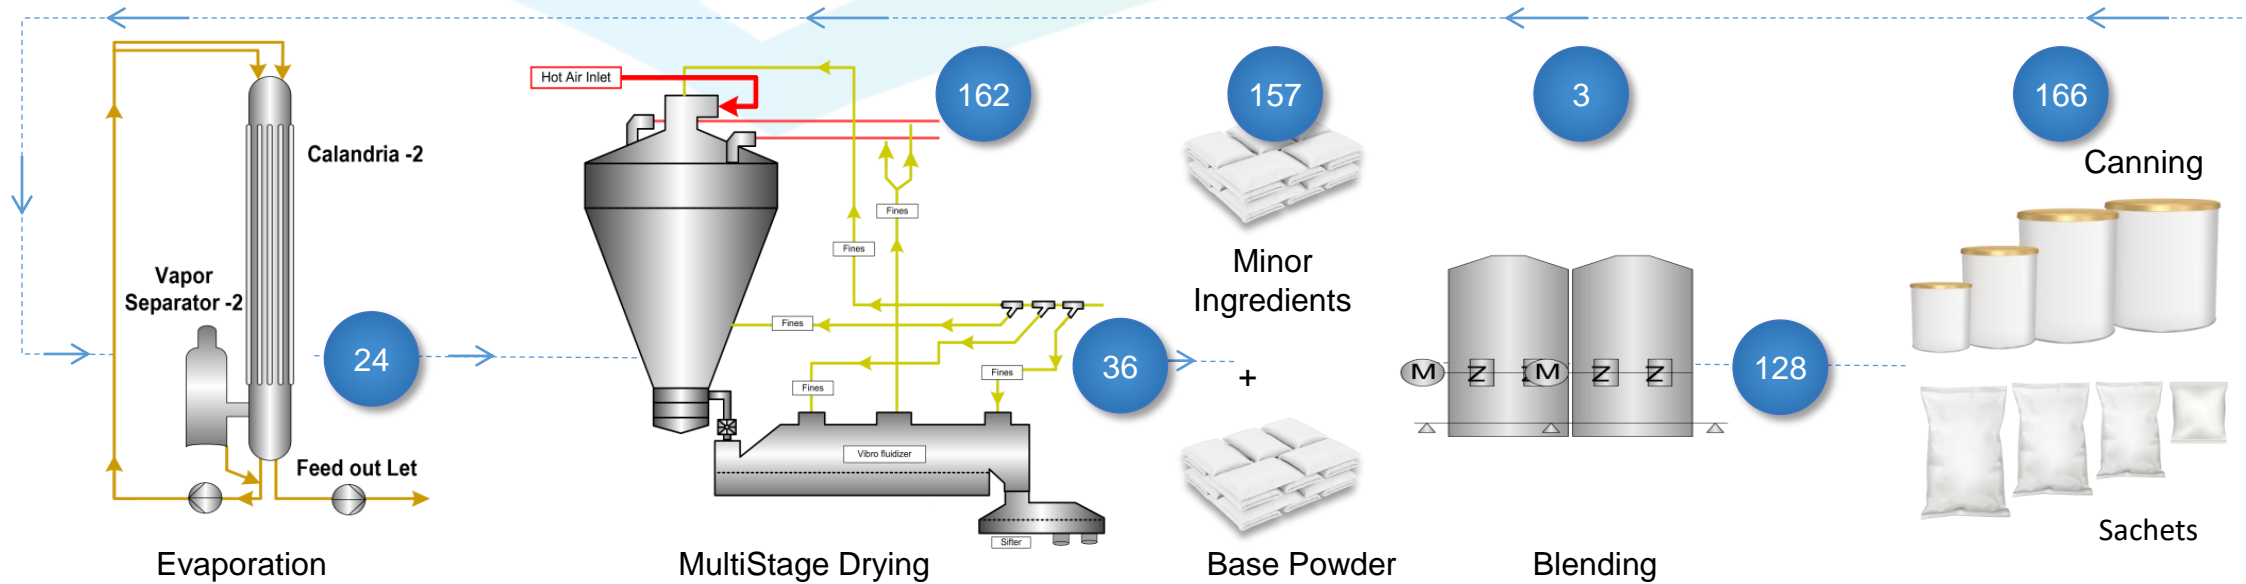 162
157
3
166
Hot Air Inlet
Canning
Calandria -2
Fines
Fines
Minor
Ingredients
Vapor
Separator -2
Fines
24
36
M
Z
Z
M
Z
Z
128
Fines
Fines
+
Vibro fluidizer
Feed out Let
Sachets
Sifter
Evaporation
MultiStage Drying
Base Powder
Blending